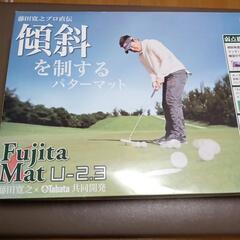 藤田寛之プロ直伝
傾斜
を制する
パターマット
Fujita
Mat U-2.3
藤田寛之×Tabata 共同開発